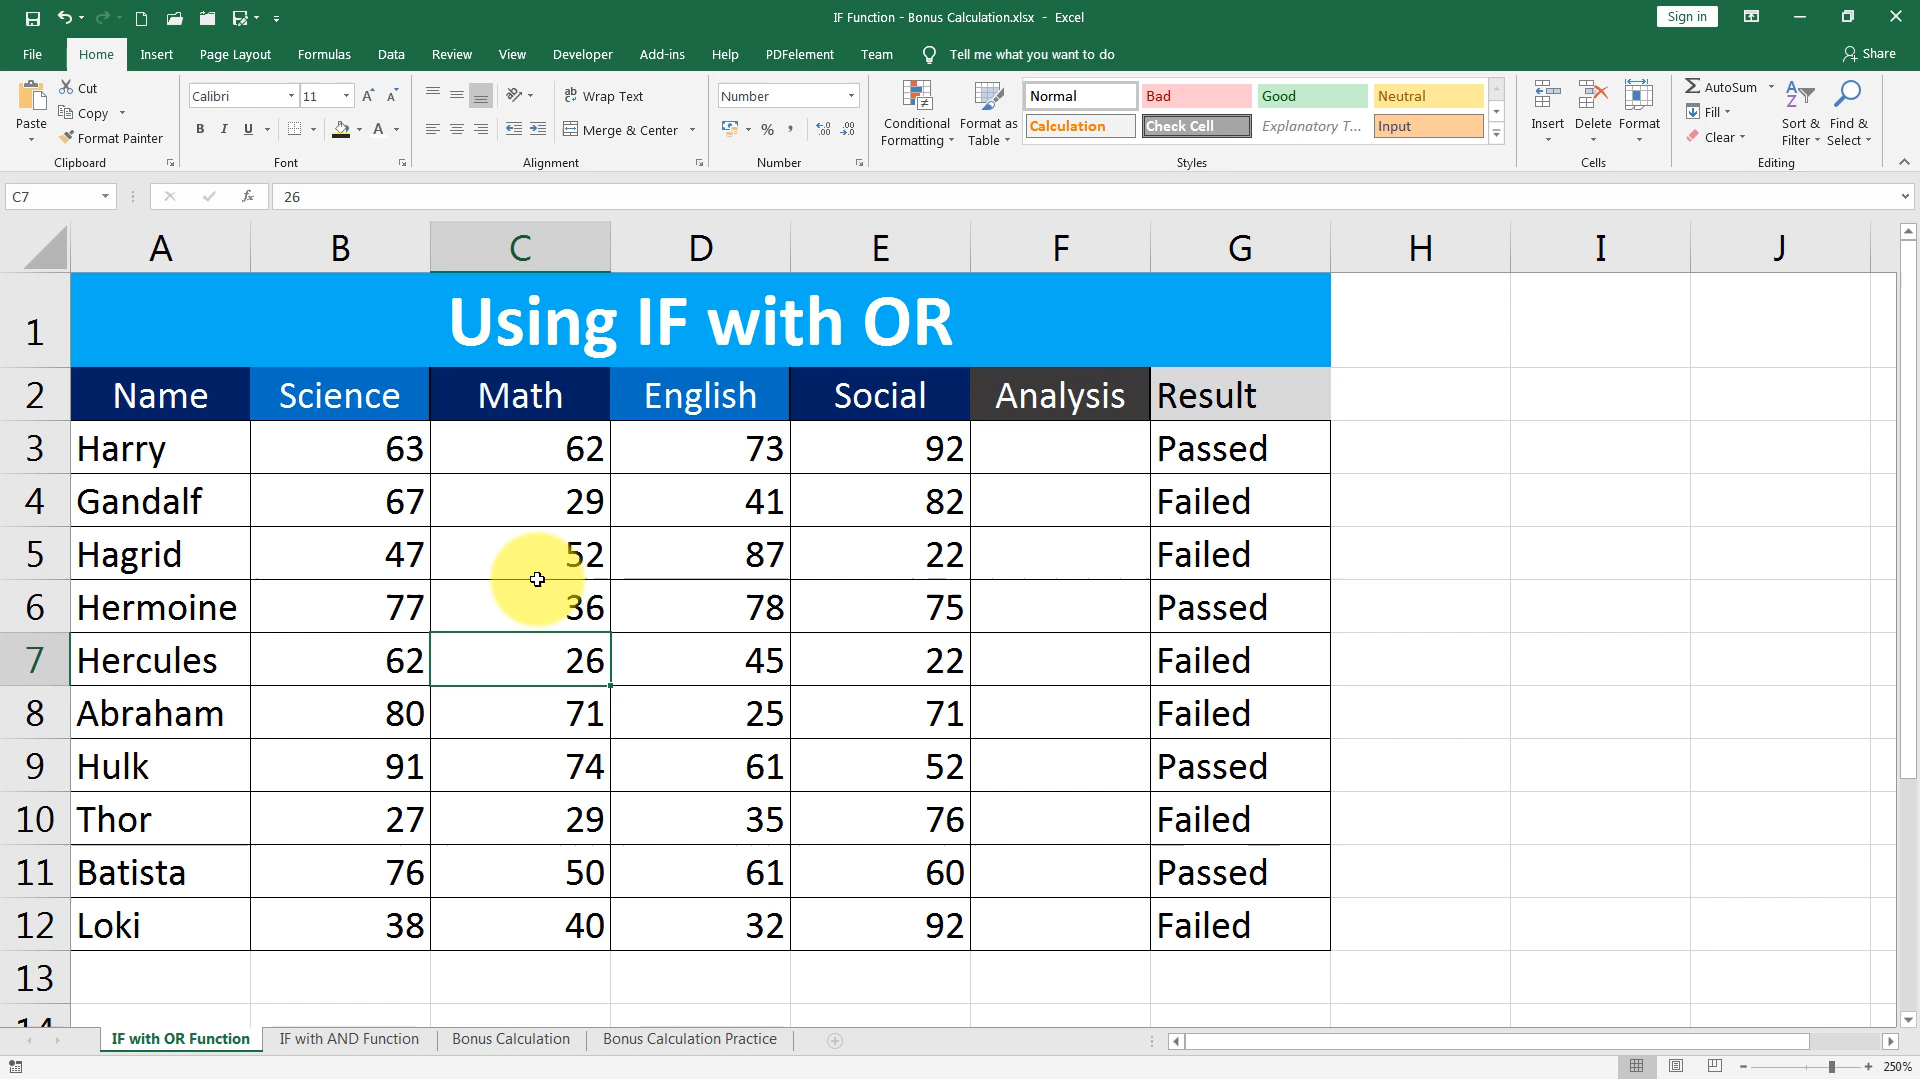 IF Function - Bonus Calculation.xlsx - Excel
Sign in
File Home Insert Page Layout Formulas Data Review View Developer Add-ins Help PDFelement Team Tell me what you want to do Share
Paste
Cut
Copy
Format Painter
Clipboard
Calibri 11
B I U
Font
Wrap Text
Merge & Center
Alignment
Number
%
Number
Conditional Formatting
Format as Table
Normal Bad Good Neutral
Calculation Check Cell Explanatory T... Input
Styles
Insert Delete Format
Cells
AutoSum
Fill
Clear
Sort & Filter
Find & Select
Editing
C7 fx 26
A B C D E F G H I J
1 Using IF with OR
2 Name Science Math English Social Analysis Result
3 Harry 63 62 73 92 Passed
4 Gandalf 67 29 41 82 Failed
5 Hagrid 47 52 87 22 Failed
6 Hermoine 77 36 78 75 Passed
7 Hercules 62 26 45 22 Failed
8 Abraham 80 71 25 71 Failed
9 Hulk 91 74 61 52 Passed
10 Thor 27 29 35 76 Failed
11 Batista 76 50 61 60 Passed
12 Loki 38 40 32 92 Failed
13
14
IF with OR Function IF with AND Function Bonus Calculation Bonus Calculation Practice
250%